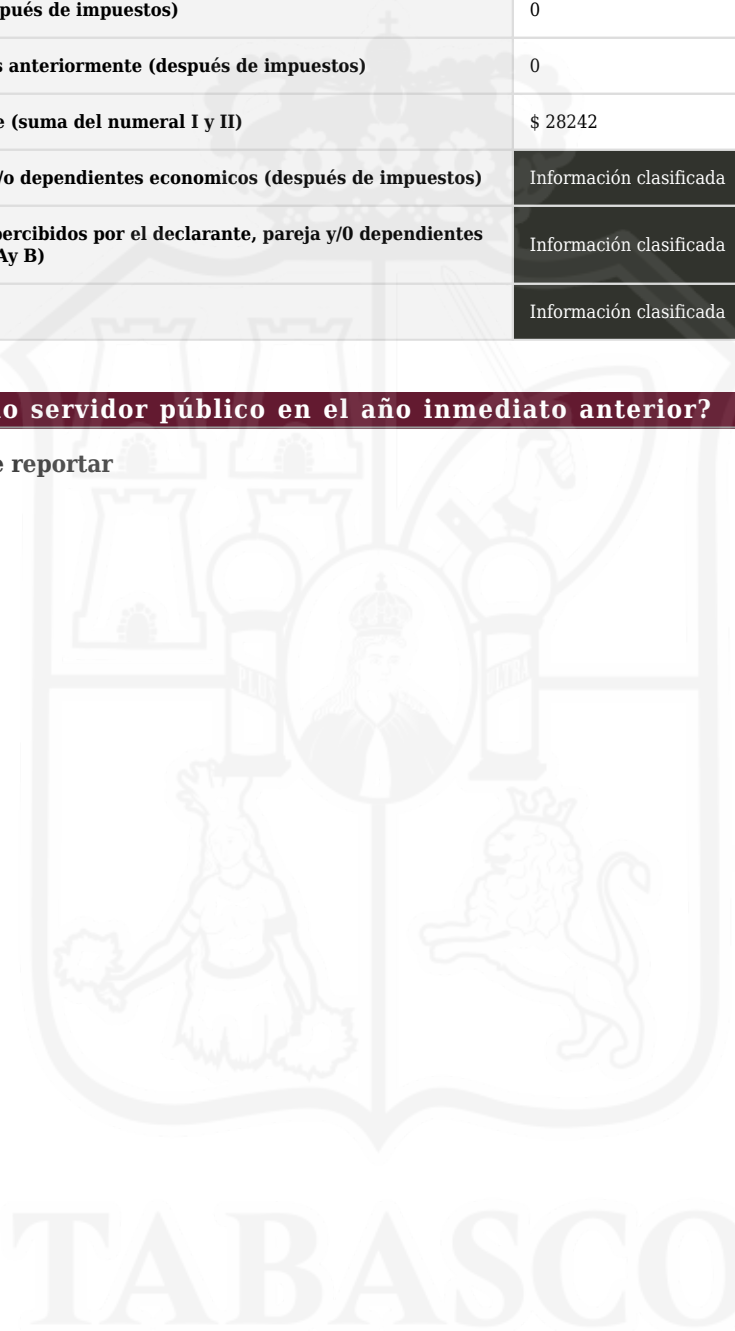 pués de impuestos)
0
s anteriormente (después de impuestos)
0
e (suma del numeral I y II)
$ 28242
/o dependientes economicos (después de impuestos)
Información clasificada
percibidos por el declarante, pareja y/0 dependientes
Ay B)
Información clasificada
Información clasificada
o servidor público en el año inmediato anterior?
e reportar
PLUS
ULTRA
TABASCO